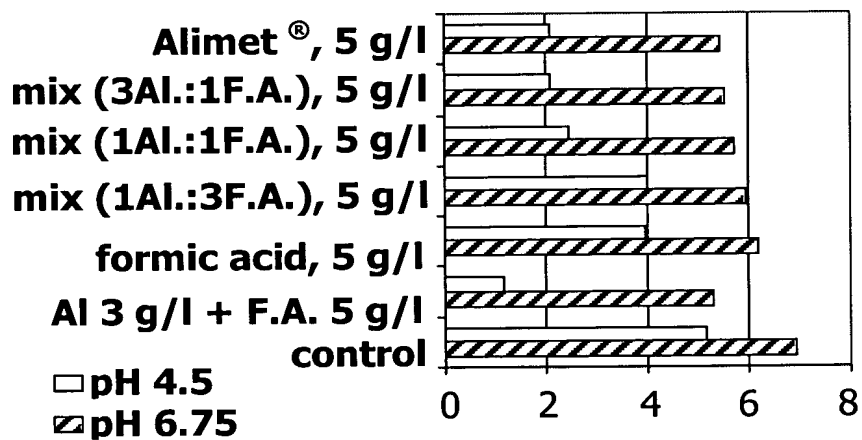 Alimet ®, 5 g/l
mix (3Al.:1F.A.), 5 g/l
mix (1Al.:1F.A.), 5 g/l
mix (1Al.:3F.A.), 5 g/l
formic acid, 5 g/l
Al 3 g/l + F.A. 5 g/l
control
pH 4.5
pH 6.75
0 2 4 6 8